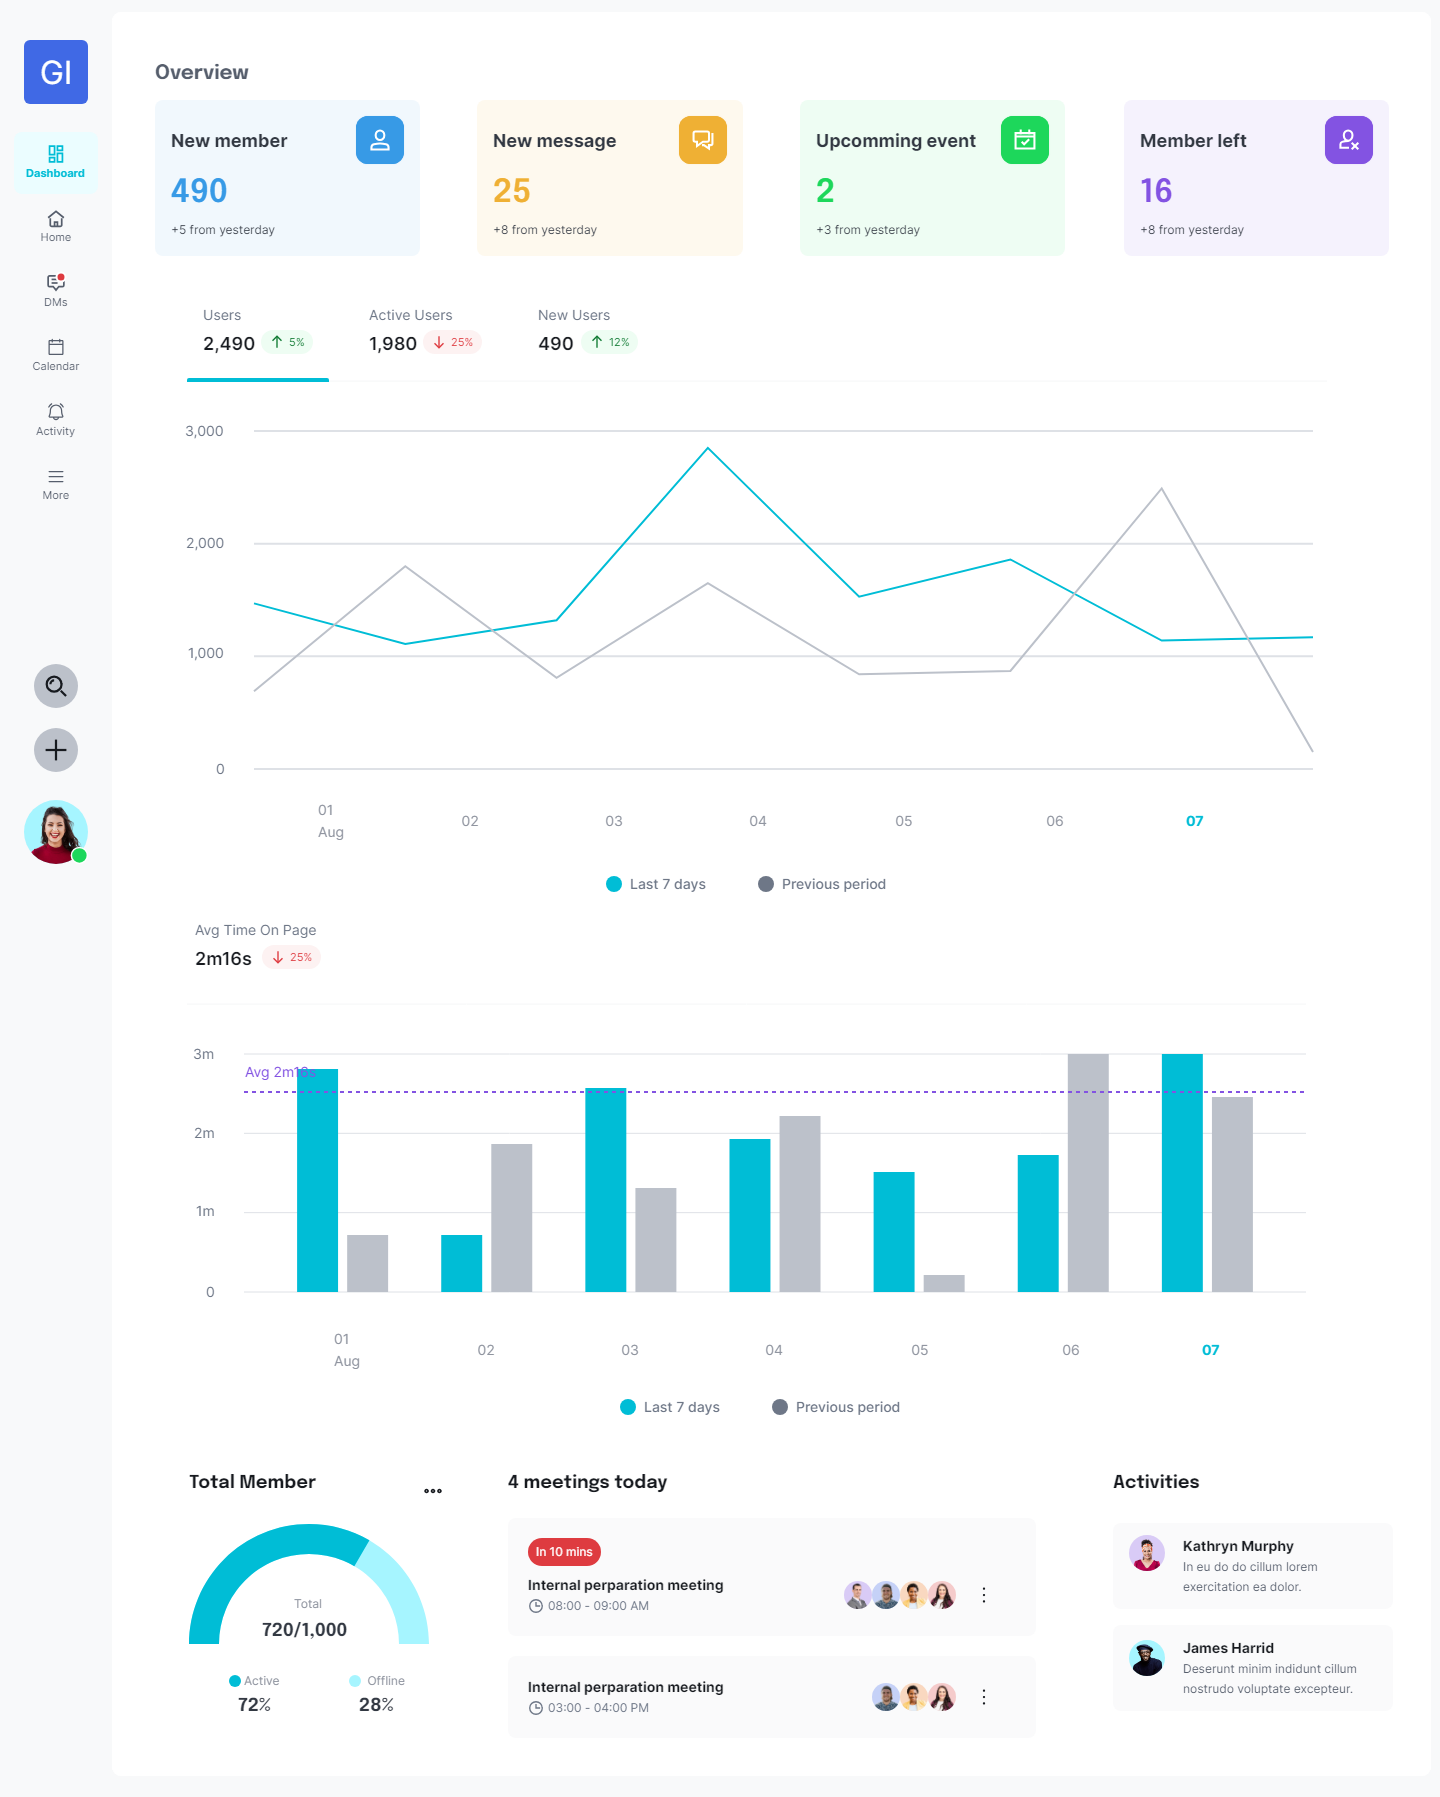 GI
Dashboard
Home
DMs
Calendar
Activity
More
Overview
New member
490
+5 from yesterday
New message
25
+8 from yesterday
Upcomming event
2
+3 from yesterday
Member left
16
+8 from yesterday
Users
2,490 5%
Active Users
1,980 25%
New Users
490 12%
3,000
2,000
1,000
0
01
Aug
02
03
04
05
06
07
Last 7 days
Previous period
Avg Time On Page
2m16s 25%
3m
Avg 2m16s
2m
1m
0
01
Aug
02
03
04
05
06
07
Last 7 days
Previous period
Total Member
Total
720/1,000
Active
72%
Offline
28%
4 meetings today
In 10 mins
Internal perparation meeting
08:00 - 09:00 AM
Internal perparation meeting
03:00 - 04:00 PM
Activities
Kathryn Murphy
In eu do do cillum lorem
exercitation ea dolor.
James Harrid
Deserunt minim indidunt cillum
nostrudo voluptate excepteur.